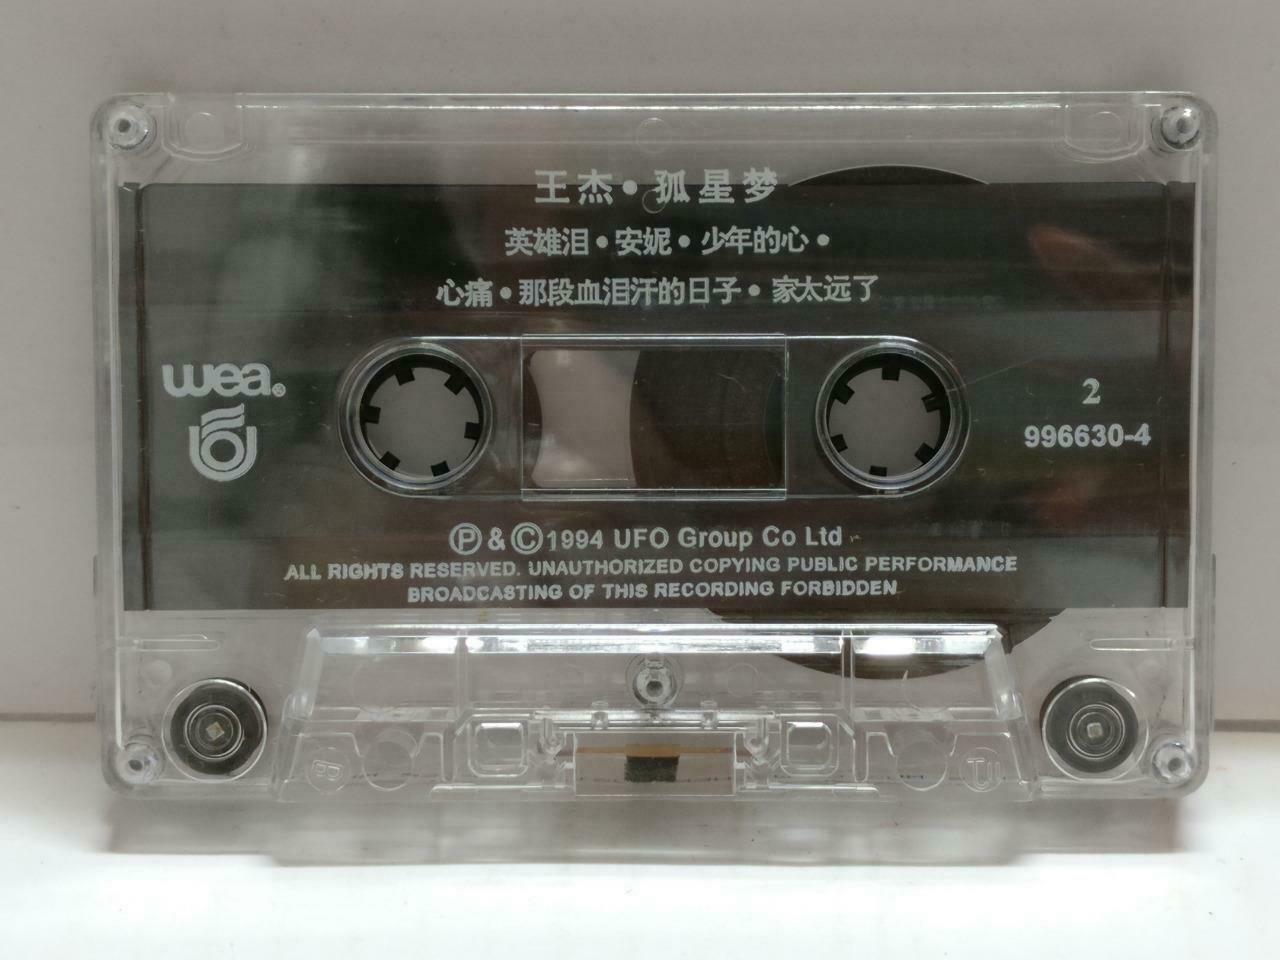 王杰•孤星梦
英雄泪•安妮•少年的心•
心痛•那段血泪汗的日子•家太远了
wea®
2
996630-4
Ⓟ & ©1994 UFO Group Co Ltd
ALL RIGHTS RESERVED. UNAUTHORIZED COPYING PUBLIC PERFORMANCE
BROADCASTING OF THIS RECORDING FORBIDDEN